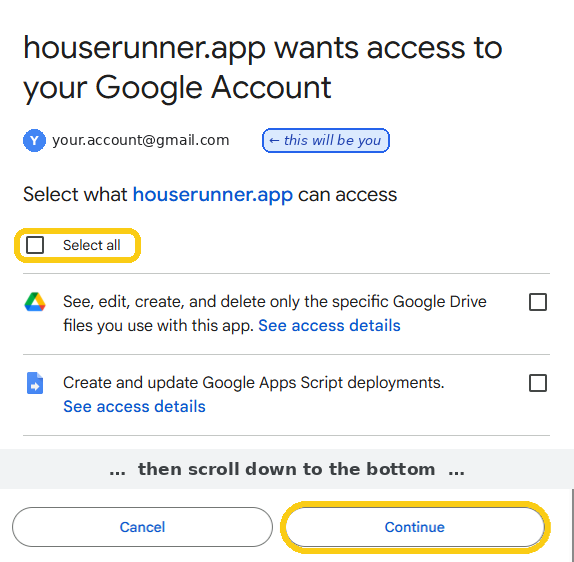 houserunner.app wants access to
your Google Account
Y your.account@gmail.com ← this will be you
Select what houserunner.app can access
Select all
See, edit, create, and delete only the specific Google Drive
files you use with this app. See access details
Create and update Google Apps Script deployments.
See access details
... then scroll down to the bottom ...
Cancel Continue